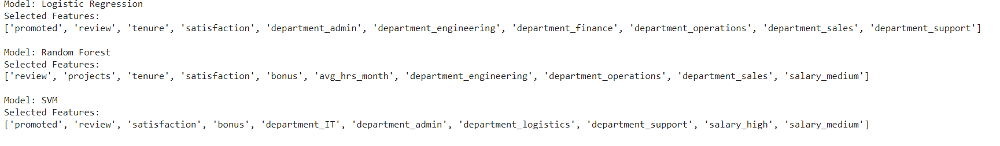 Model: Logistic Regression
Selected Features:
['promoted', 'review', 'tenure', 'satisfaction', 'department_admin', 'department_engineering', 'department_finance', 'department_operations', 'department_sales', 'department_support']
Model: Random Forest
Selected Features:
['review', 'projects', 'tenure', 'satisfaction', 'bonus', 'avg_hrs_month', 'department_engineering', 'department_operations', 'department_sales', 'salary_medium']
Model: SVM
Selected Features:
['promoted', 'review', 'satisfaction', 'bonus', 'department_IT', 'department_admin', 'department_logistics', 'department_support', 'salary_high', 'salary_medium']